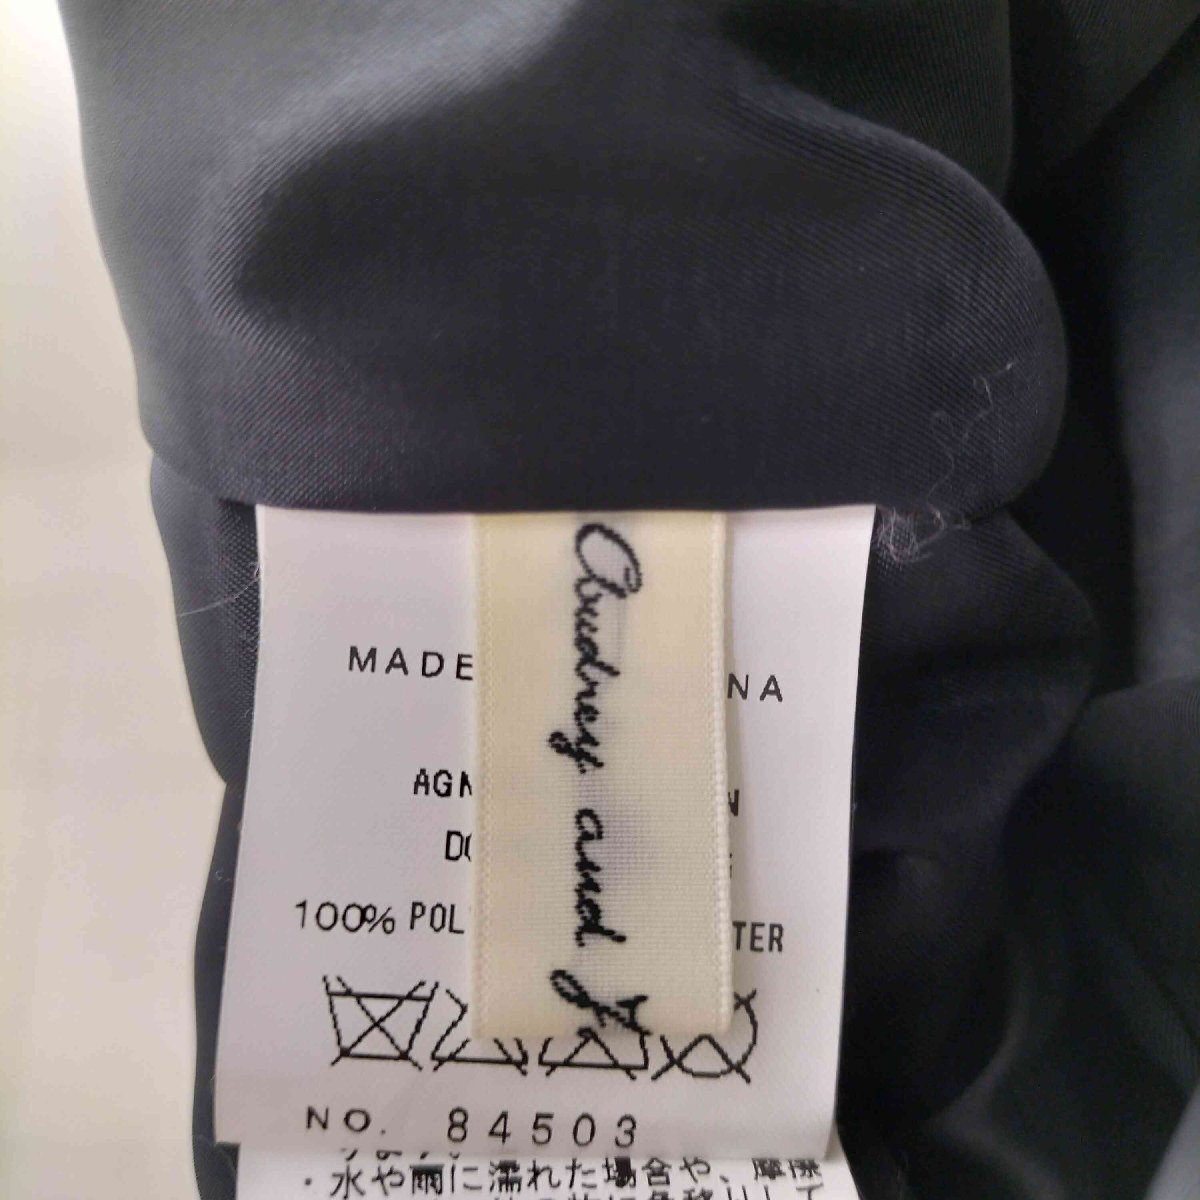 MADE NA
AGN N
DO
100% POL TER
Audrey and J
NO. 84503
・水や雨に濡れた場合や、摩擦